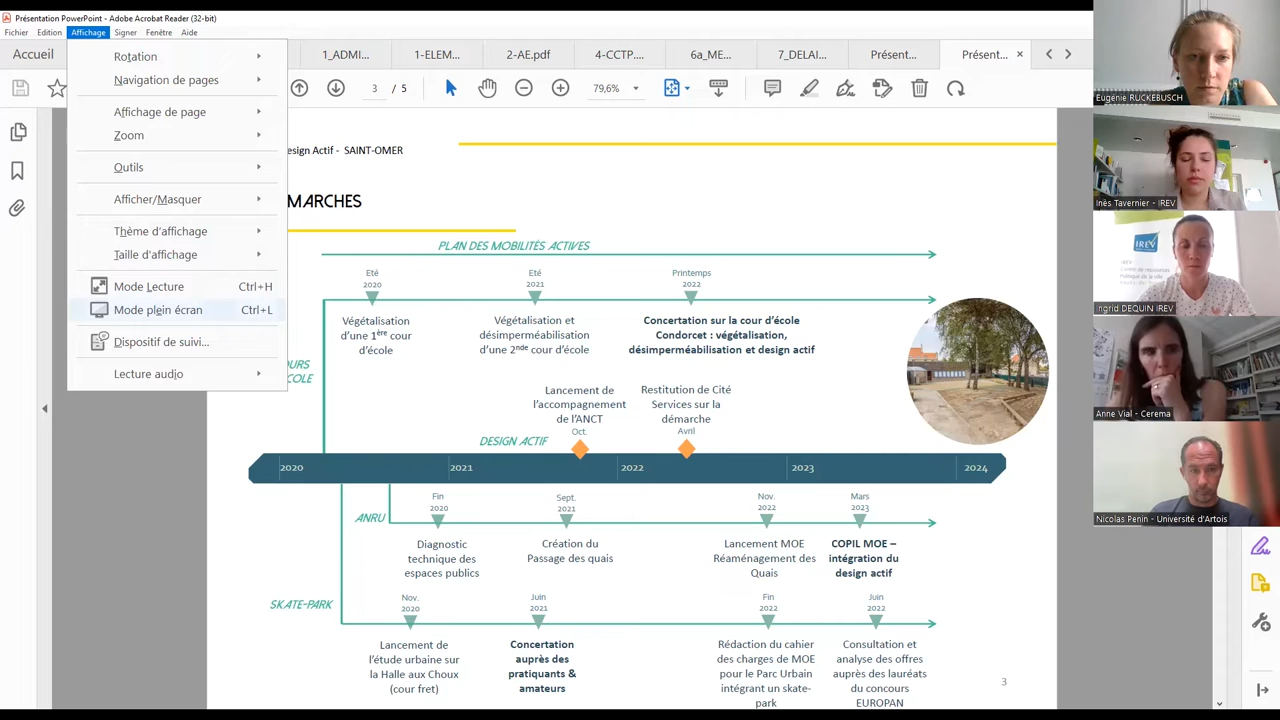 Présentation PowerPoint - Adobe Acrobat Reader (32-bit)
Fichier Edition Affichage Signer Fenêtre Aide
Accueil 1_ADMI... 1-ELEM... 2-AE.pdf 4-CCTP.... 6a_ME... 7_DELAI... Présent... Présent... ×
3 / 5 79,6%
Rotation
Navigation de pages
Affichage de page
Zoom
Outils
Afficher/Masquer
Thème d'affichage
Taille d'affichage
Mode Lecture Ctrl+H
Mode plein écran Ctrl+L
Dispositif de suivi...
Lecture audio
esign Actif - SAINT-OMER
MARCHES
PLAN DES MOBILITÉS ACTIVES
Eté
2020
Eté
2021
Printemps
2022
Végétalisation
d'une 1ère cour
d'école
Végétalisation et
désimperméabilisation
d'une 2nde cour d'école
Concertation sur la cour d'école
Condorcet : végétalisation,
désimperméabilisation et design actif
OURS
COLE
Lancement de
l'accompagnement
de l'ANCT
Oct.
Restitution de Cité
Services sur la
démarche
Avril
DESIGN ACTIF
2020 2021 2022 2023 2024
ANRU
Fin
2020
Sept.
2021
Nov.
2022
Mars
2023
Diagnostic
technique des
espaces publics
Création du
Passage des quais
Lancement MOE
Réaménagement des
Quais
COPIL MOE –
intégration du
design actif
SKATE-PARK
Nov.
2020
Juin
2021
Fin
2022
Juin
2022
Lancement de
l'étude urbaine sur
la Halle aux Choux
(cour fret)
Concertation
auprès des
pratiquants &
amateurs
Rédaction du cahier
des charges de MOE
pour le Parc Urbain
intégrant un skate-
park
Consultation et
analyse des offres
auprès des lauréats
du concours
EUROPAN
3
Eugénie RUCKEBUSCH
Inès Tavernier - IREV
IREV
IREV
Centre de ressources
Politique de la ville
Ingrid DEQUIN IREV
Anne Vial - Cerema
Nicolas Penin - Université d'Artois